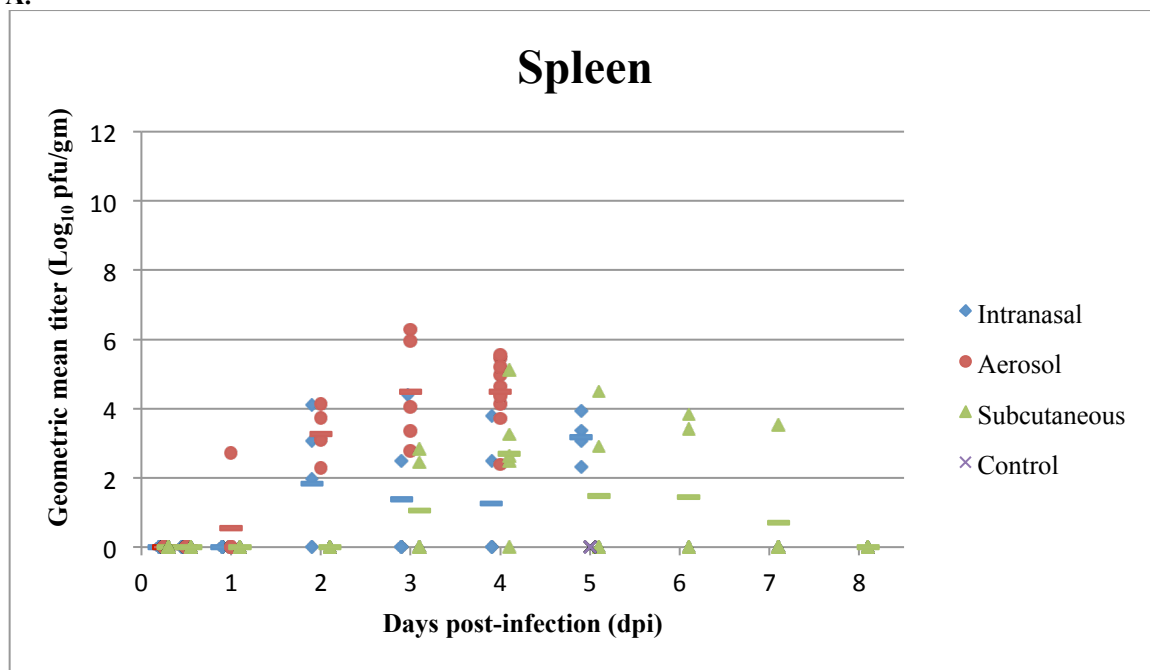 A.
Spleen
Geometric mean titer (Log10 pfu/gm)
12
10
8
6
4
2
0
0 1 2 3 4 5 6 7 8
Days post-infection (dpi)
Intranasal
Aerosol
Subcutaneous
Control